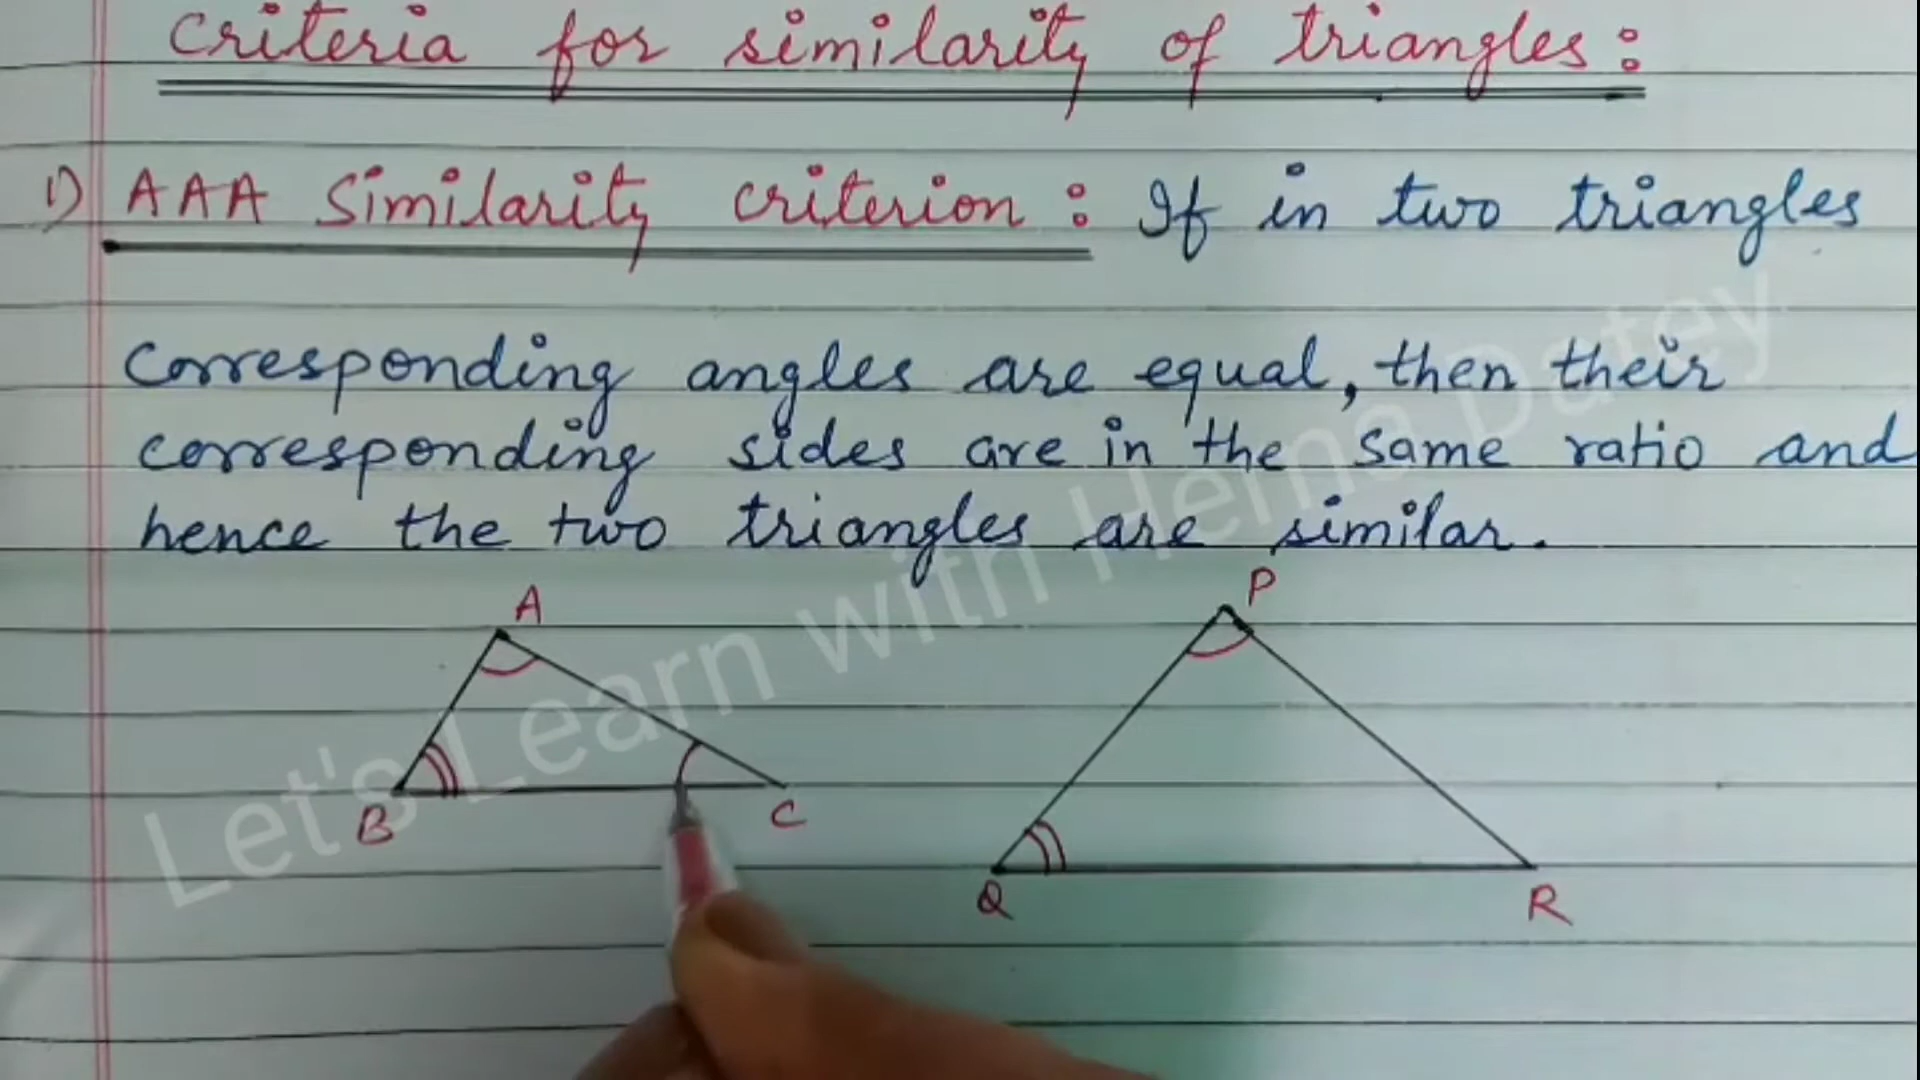 Criteria for similarity of triangles:
1) AAA Similarity criterion: If in two triangles
Corresponding angles are equal, then their
corresponding sides are in the same ratio and
hence the two triangles are similar.
A
P
B
C
Q
R
Let's Learn with Hema Datey